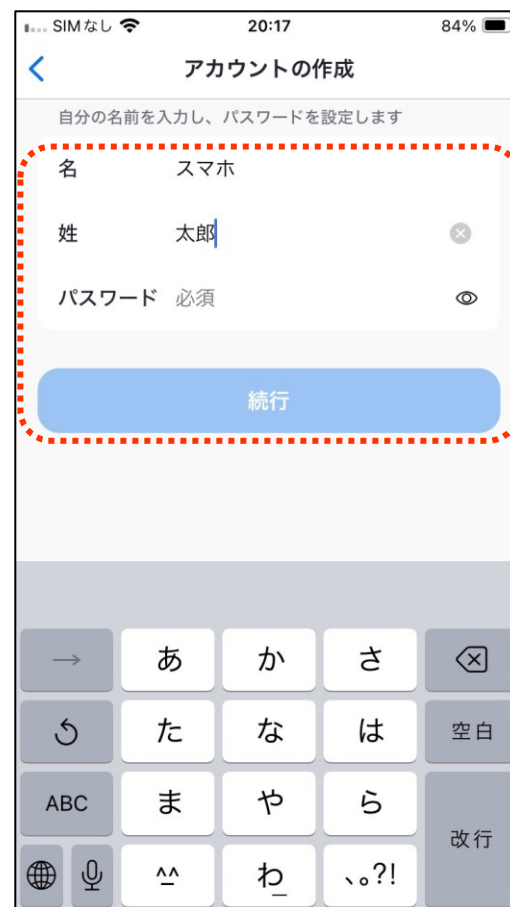 SIMなし 20:17 84%
アカウントの作成
自分の名前を入力し、パスワードを設定します
名 スマホ
姓 太郎
パスワード 必須
続行
→ あ か さ
た な は 空白
ABC ま や ら
改行
^^ わ_ 、。?!